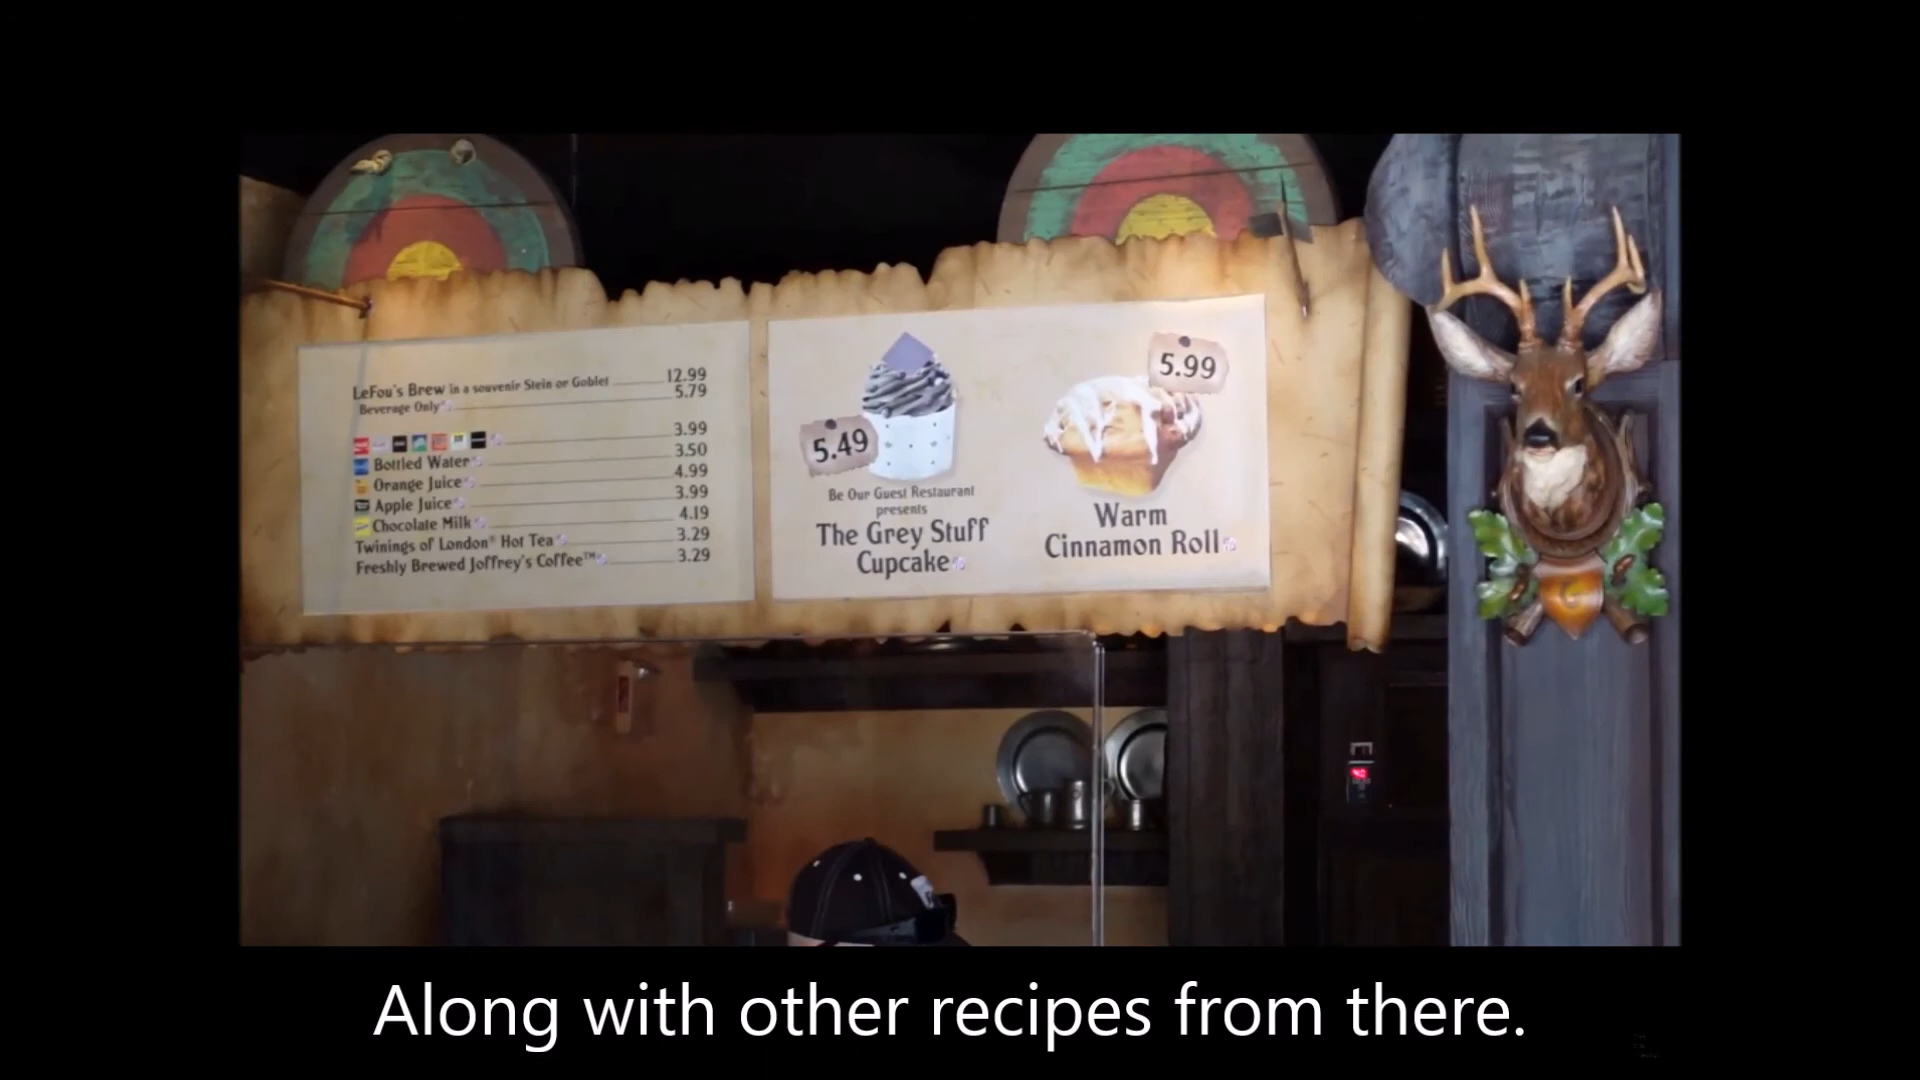 LeFou's Brew in a souvenir Stein or Goblet 12.99
Beverage Only 5.79
3.99
Bottled Water 3.50
Orange Juice 4.99
Apple Juice 3.99
Chocolate Milk 4.19
Twinings of London® Hot Tea 3.29
Freshly Brewed Joffrey's Coffee™ 3.29
5.49
Be Our Guest Restaurant
presents
The Grey Stuff
Cupcake
5.99
Warm
Cinnamon Roll
G
Along with other recipes from there.